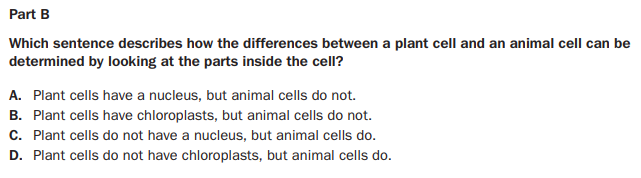 Part B
Which sentence describes how the differences between a plant cell and an animal cell can be
determined by looking at the parts inside the cell?
A. Plant cells have a nucleus, but animal cells do not.
B. Plant cells have chloroplasts, but animal cells do not.
C. Plant cells do not have a nucleus, but animal cells do.
D. Plant cells do not have chloroplasts, but animal cells do.